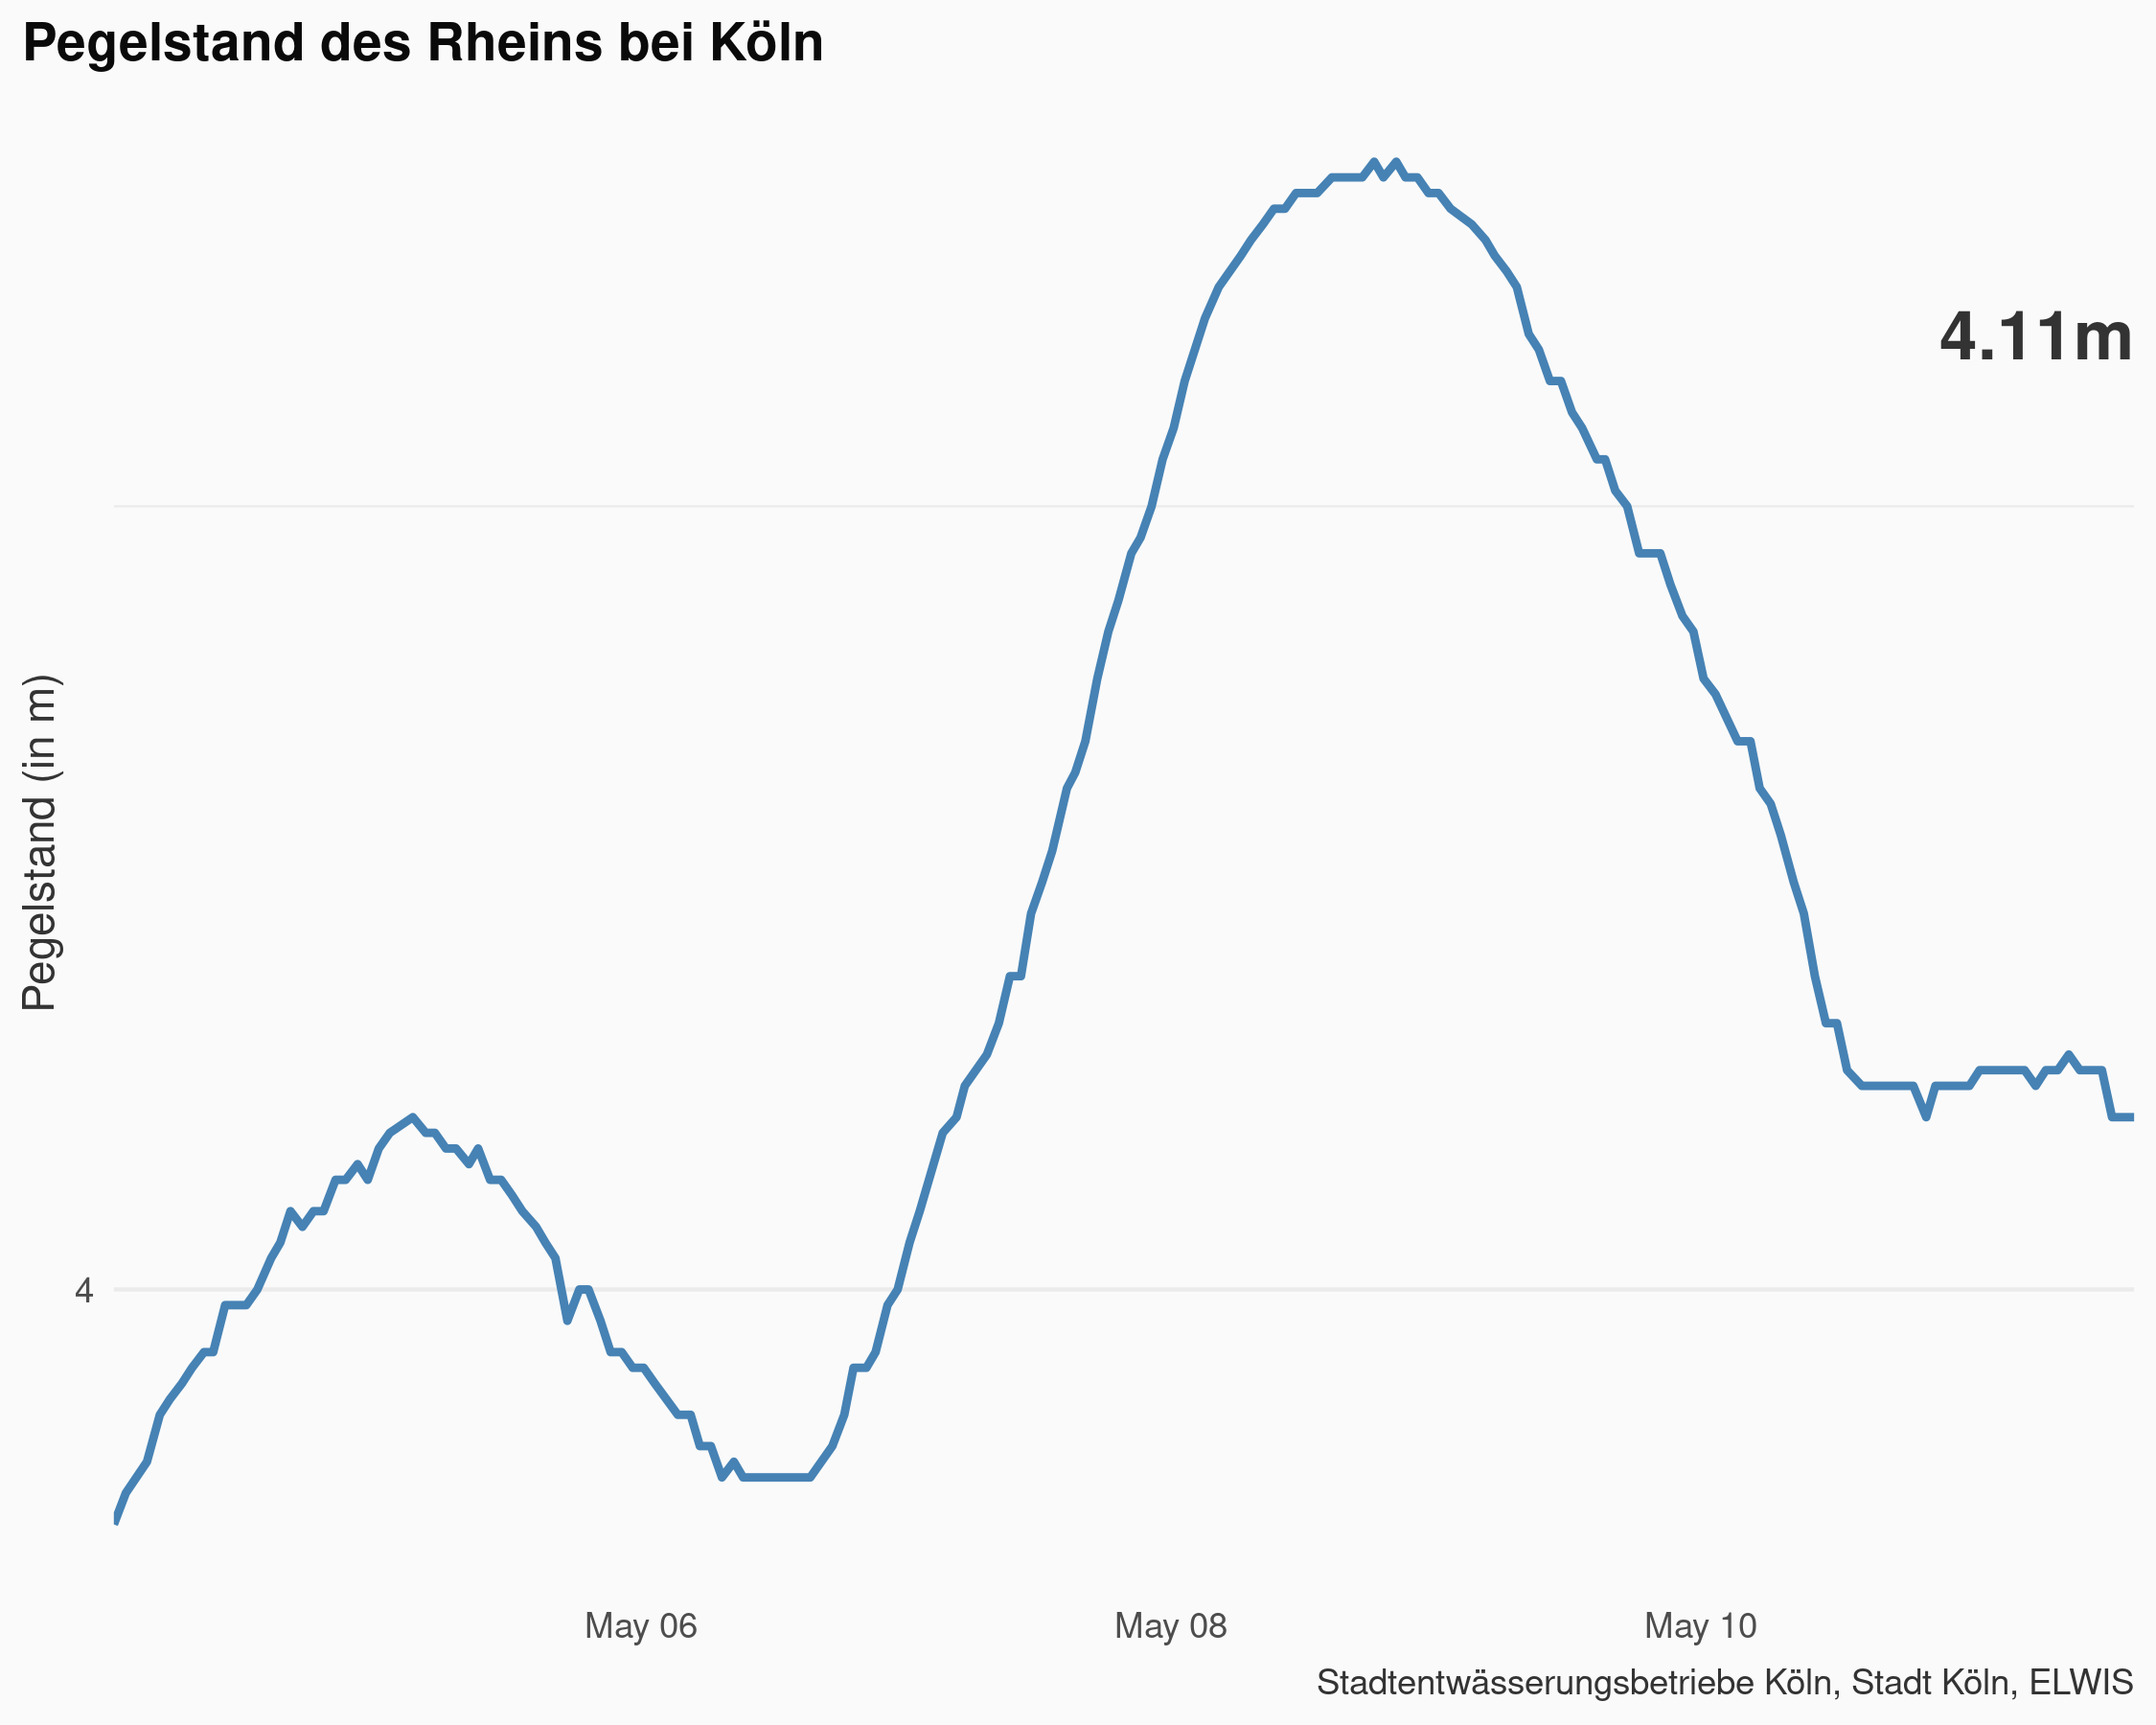 Pegelstand des Rheins bei Köln
4.11m
Pegelstand (in m)
4
May 06
May 08
May 10
Stadtentwässerungsbetriebe Köln, Stadt Köln, ELWIS